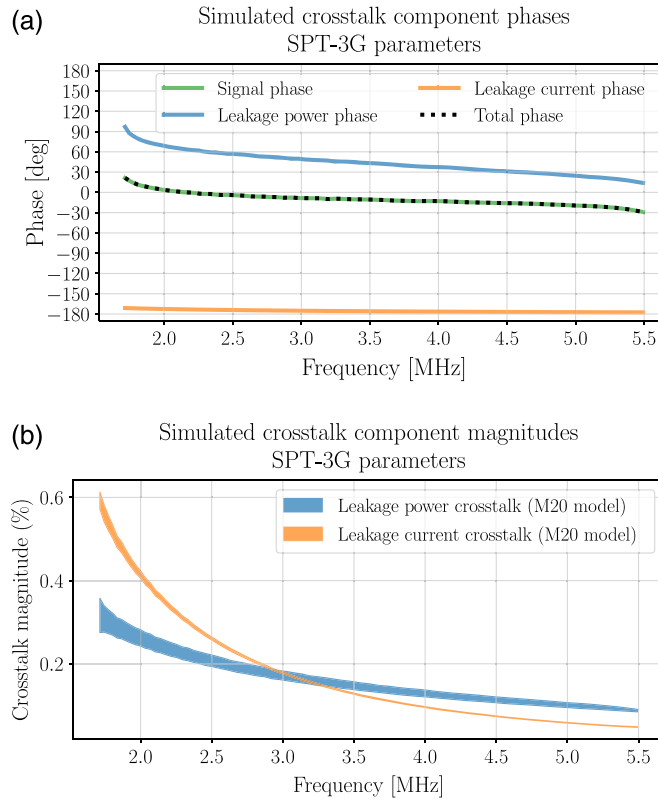 (a)
Simulated crosstalk component phases
SPT-3G parameters
180
150
120
90
60
30
0
−30
−60
−90
−120
−150
−180
Phase [deg]
Signal phase
Leakage power phase
Leakage current phase
Total phase
2.0 2.5 3.0 3.5 4.0 4.5 5.0 5.5
Frequency [MHz]
(b)
Simulated crosstalk component magnitudes
SPT-3G parameters
0.6
0.4
0.2
Crosstalk magnitude (%)
Leakage power crosstalk (M20 model)
Leakage current crosstalk (M20 model)
2.0 2.5 3.0 3.5 4.0 4.5 5.0 5.5
Frequency [MHz]